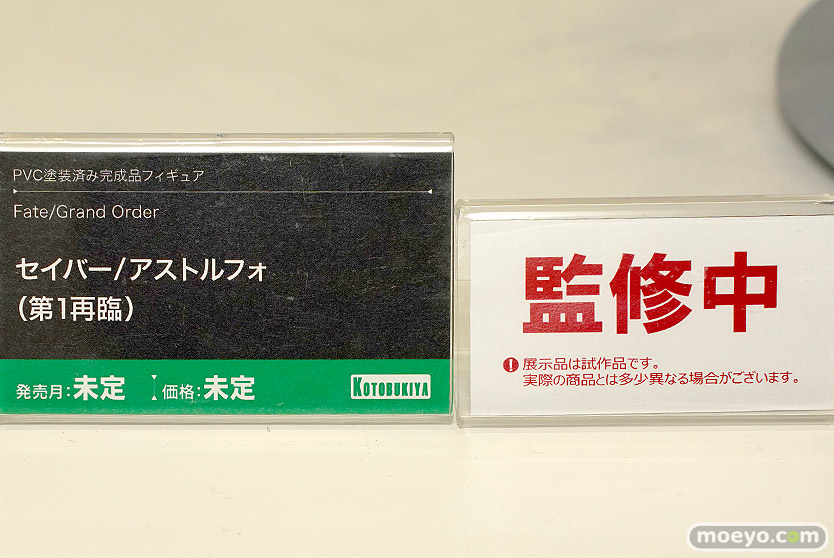 PVC塗装済み完成品フィギュア
Fate/Grand Order
セイバー/アストルフォ
（第1再臨）
発売月:未定 価格:未定
KOTOBUKIYA
監修中
❶展示品は試作品です。
実際の商品とは多少異なる場合がございます。
moeyo.com